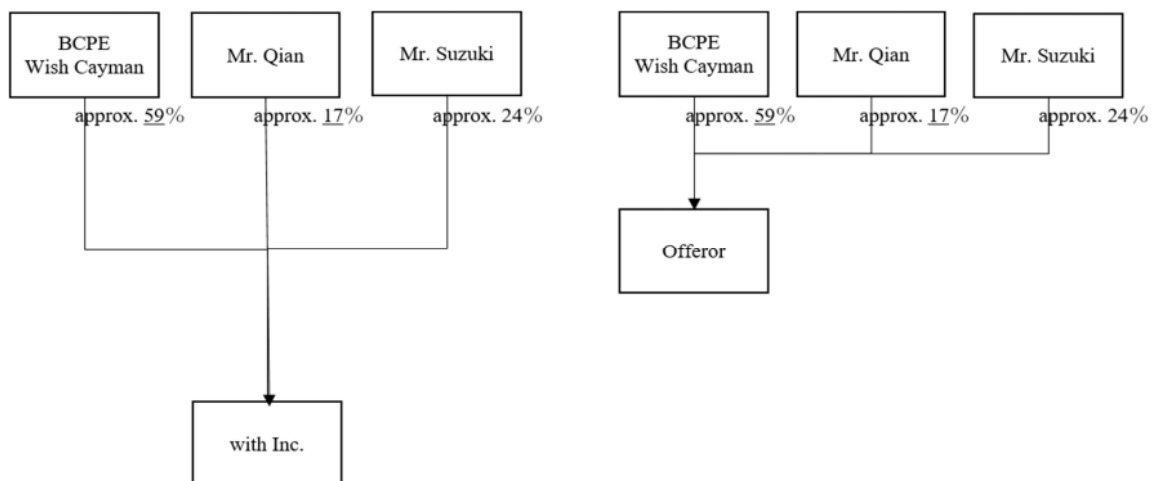 BCPE
Wish Cayman
Mr. Qian
Mr. Suzuki
approx. 59%
approx. 17%
approx. 24%
with Inc.
BCPE
Wish Cayman
Mr. Qian
Mr. Suzuki
approx. 59%
approx. 17%
approx. 24%
Offeror